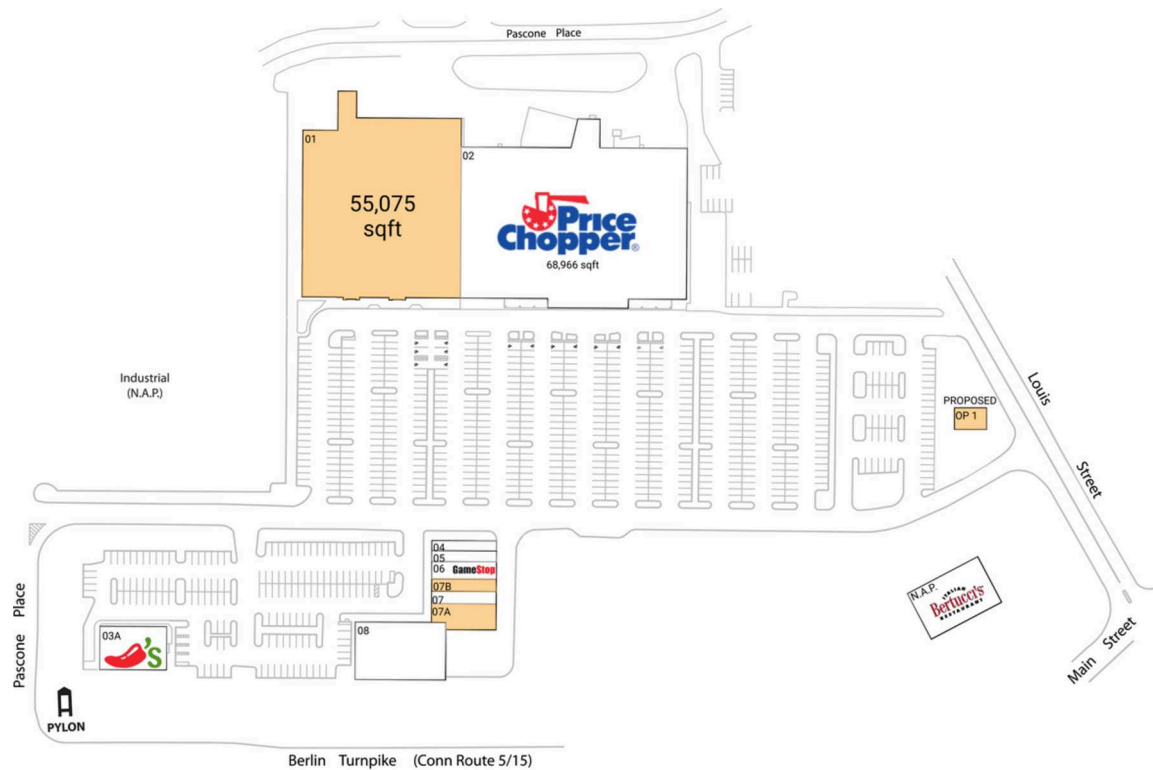 Pascone Place
01
02
55,075
sqft
Price
Chopper®
68,966 sqft
Industrial
(N.A.P.)
PROPOSED
OP 1
Louis Street
04
05
06 GameStop
07B
07
07A
08
03A
'S
N.A.P.
ITALIAN
Bertucci's
RESTAURANT
Main Street
Pascone Place
PYLON
Berlin Turnpike (Conn Route 5/15)